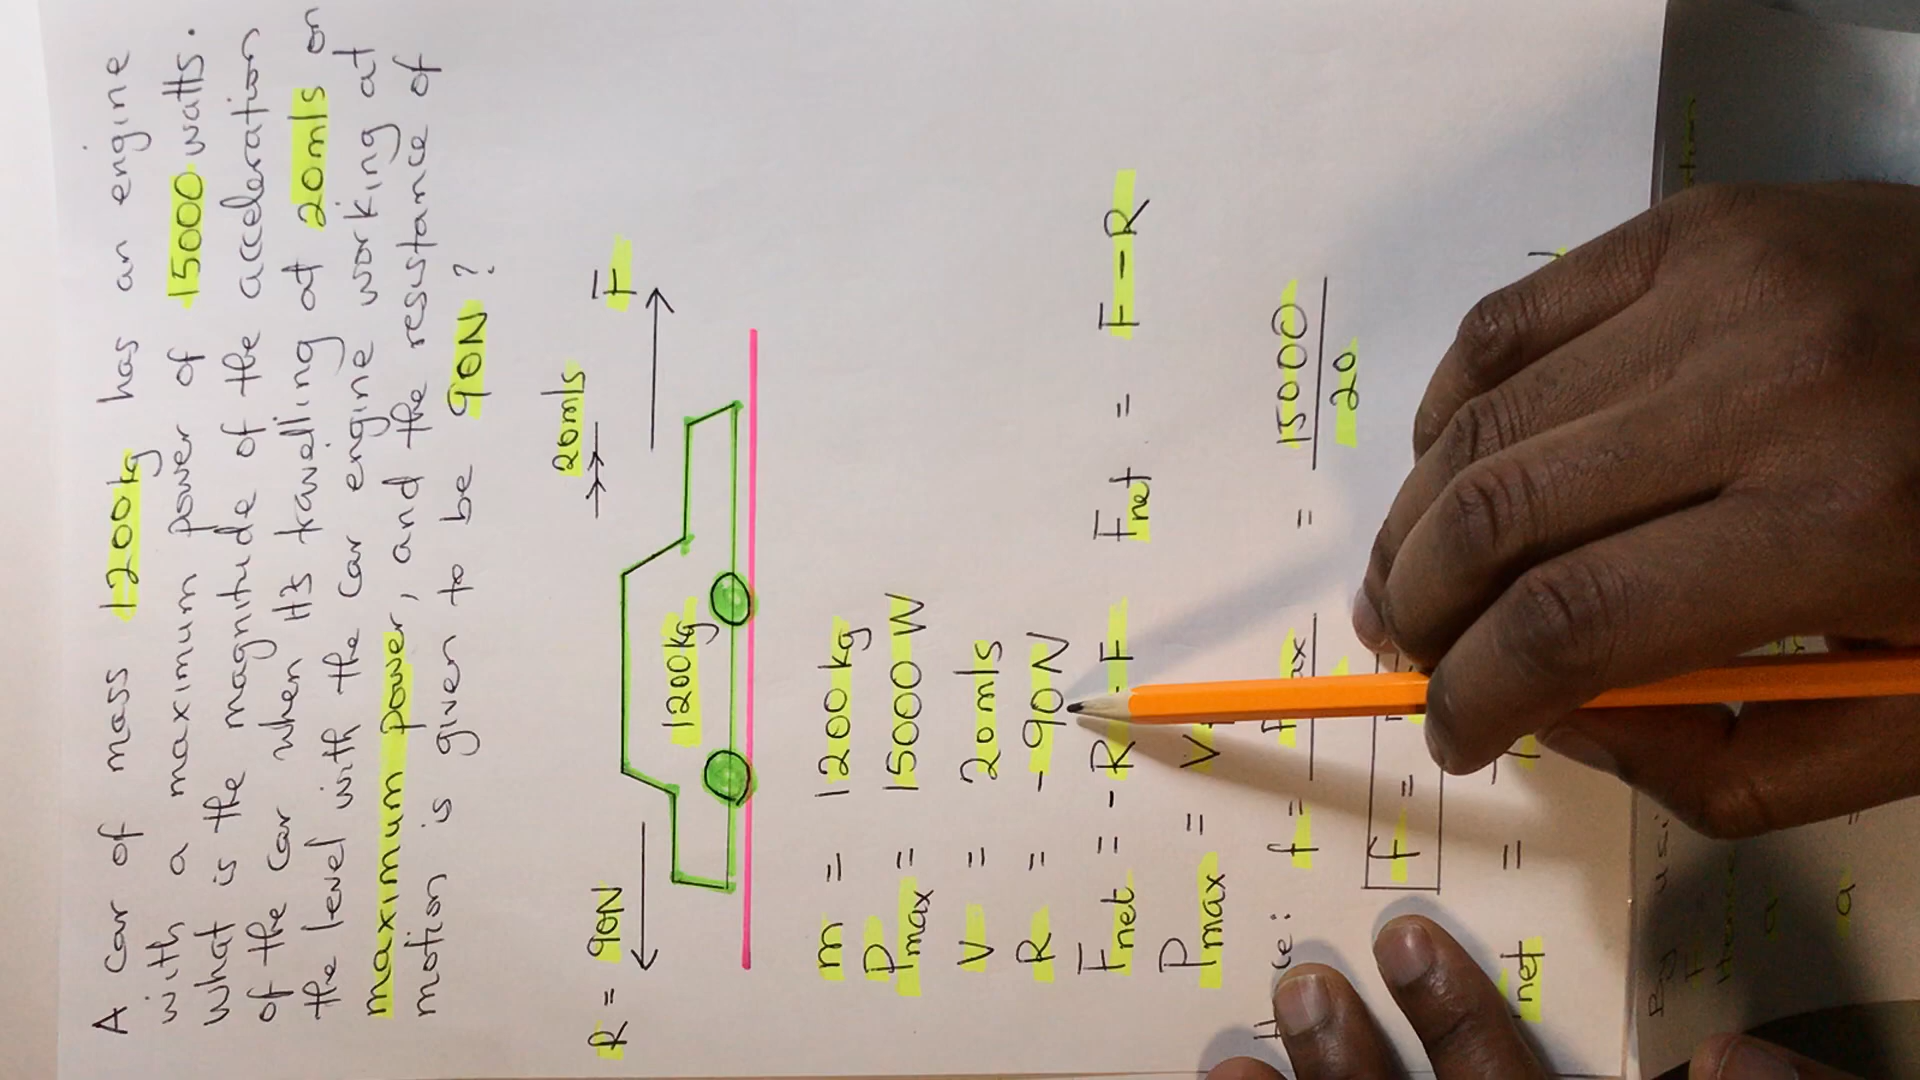 A car of mass 1200kg has an engine
with a maximum power of 15000 watts.
what is the magnitude of the acceleration
of the car when its travelling at 20m/s on
the level with the car engine working at
maximum power, and the resistance of
motion is given to be 90N?
20m/s
R = 90N
F
1200kg
m = 1200kg
Pmax = 15000W
V = 20m/s
R = -90N
Fnet = -R F Fnet = F-R
Pmax = V
f = = 15000
20
f =
net =
a
a =